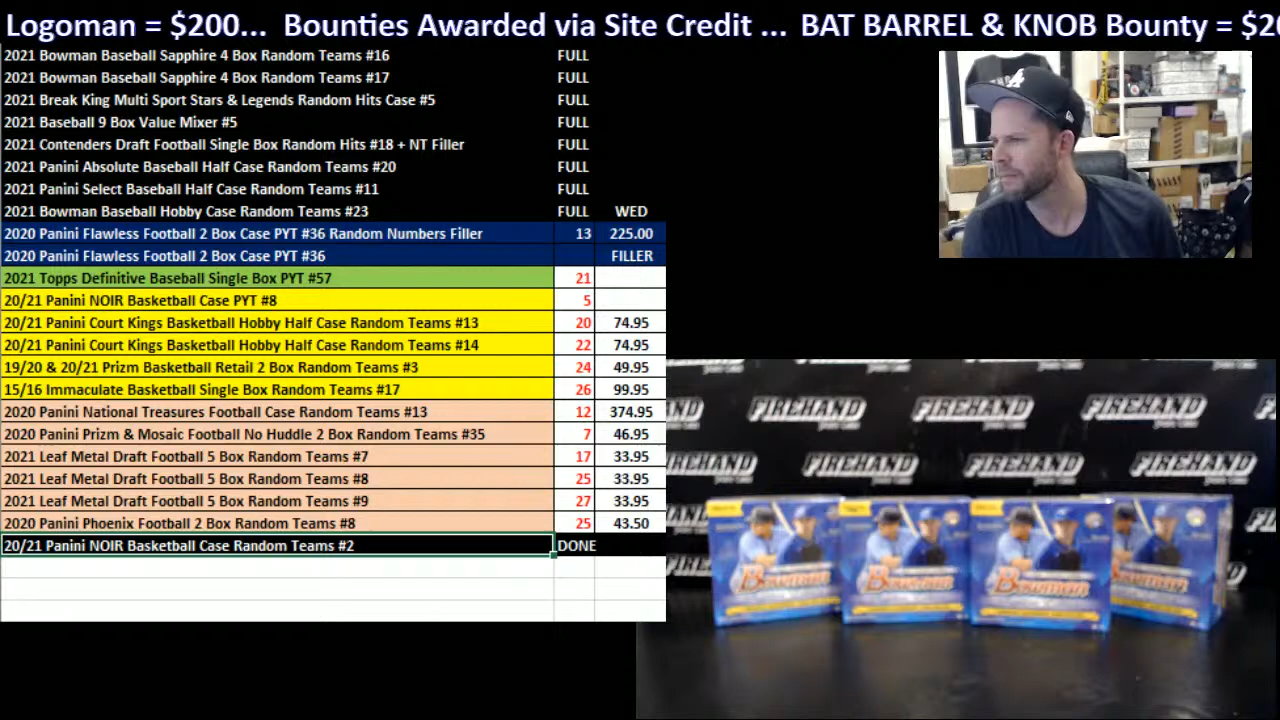 Logoman = $200... Bounties Awarded via Site Credit ... BAT BARREL & KNOB Bounty = $20
2021 Bowman Baseball Sapphire 4 Box Random Teams #16 FULL
2021 Bowman Baseball Sapphire 4 Box Random Teams #17 FULL
2021 Break King Multi Sport Stars & Legends Random Hits Case #5 FULL
2021 Baseball 9 Box Value Mixer #5 FULL
2021 Contenders Draft Football Single Box Random Hits #18 + NT Filler FULL
2021 Panini Absolute Baseball Half Case Random Teams #20 FULL
2021 Panini Select Baseball Half Case Random Teams #11 FULL
2021 Bowman Baseball Hobby Case Random Teams #23 FULL WED
2020 Panini Flawless Football 2 Box Case PYT #36 Random Numbers Filler 13 225.00
2020 Panini Flawless Football 2 Box Case PYT #36 FILLER
2021 Topps Definitive Baseball Single Box PYT #57 21
20/21 Panini NOIR Basketball Case PYT #8 5
20/21 Panini Court Kings Basketball Hobby Half Case Random Teams #13 20 74.95
20/21 Panini Court Kings Basketball Hobby Half Case Random Teams #14 22 74.95
19/20 & 20/21 Prizm Basketball Retail 2 Box Random Teams #3 24 49.95
15/16 Immaculate Basketball Single Box Random Teams #17 26 99.95
2020 Panini National Treasures Football Case Random Teams #13 12 374.95
2020 Panini Prizm & Mosaic Football No Huddle 2 Box Random Teams #35 7 46.95
2021 Leaf Metal Draft Football 5 Box Random Teams #7 17 33.95
2021 Leaf Metal Draft Football 5 Box Random Teams #8 25 33.95
2021 Leaf Metal Draft Football 5 Box Random Teams #9 27 33.95
2020 Panini Phoenix Football 2 Box Random Teams #8 25 43.50
20/21 Panini NOIR Basketball Case Random Teams #2 DONE
FIREHAND FIREHAND FIREHAND
FIREHAND FIREHAND FIREHAND
Bowman Bowman Bowman Bowman